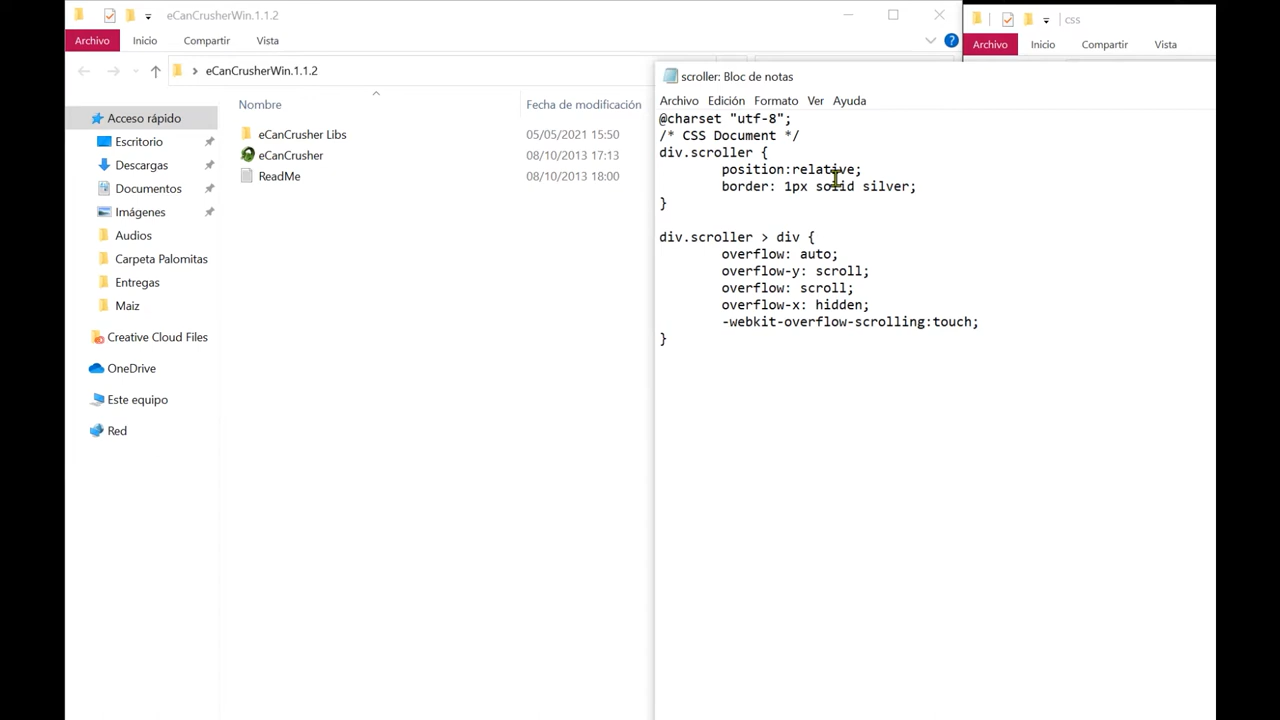 eCanCrusherWin.1.1.2
Archivo
Inicio
Compartir
Vista
eCanCrusherWin.1.1.2
Nombre
Fecha de modificación
Acceso rápido
Escritorio
Descargas
Documentos
Imágenes
Audios
Carpeta Palomitas
Entregas
Maiz
Creative Cloud Files
OneDrive
Este equipo
Red
eCanCrusher Libs
05/05/2021 15:50
eCanCrusher
08/10/2013 17:13
ReadMe
08/10/2013 18:00
css
Archivo
Inicio
Compartir
Vista
scroller: Bloc de notas
Archivo Edición Formato Ver Ayuda
@charset "utf-8";
/* CSS Document */
div.scroller {
position:relative;
border: 1px solid silver;
}
div.scroller > div {
overflow: auto;
overflow-y: scroll;
overflow: scroll;
overflow-x: hidden;
-webkit-overflow-scrolling:touch;
}